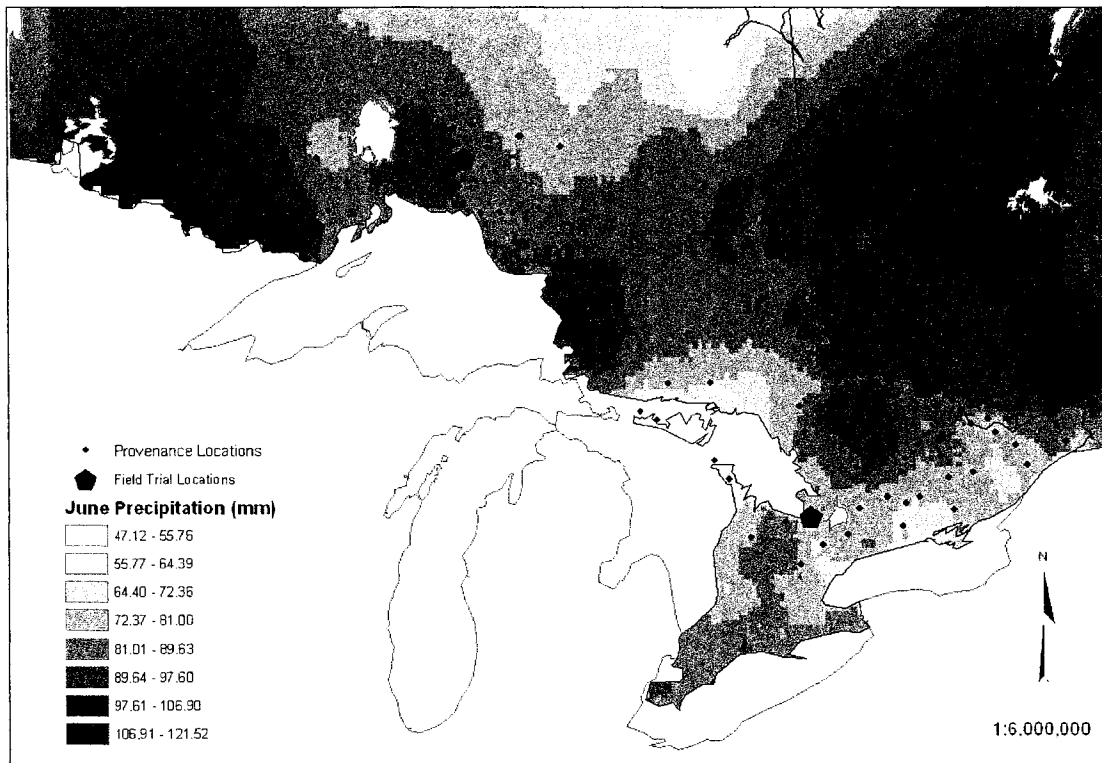 Provenance Locations
Field Trial Locations
June Precipitation (mm)
47.12 - 55.76
55.77 - 64.39
64.40 - 72.36
72.37 - 81.00
81.01 - 89.63
89.64 - 97.60
97.61 - 106.90
106.91 - 121.52
N
1:6,000,000